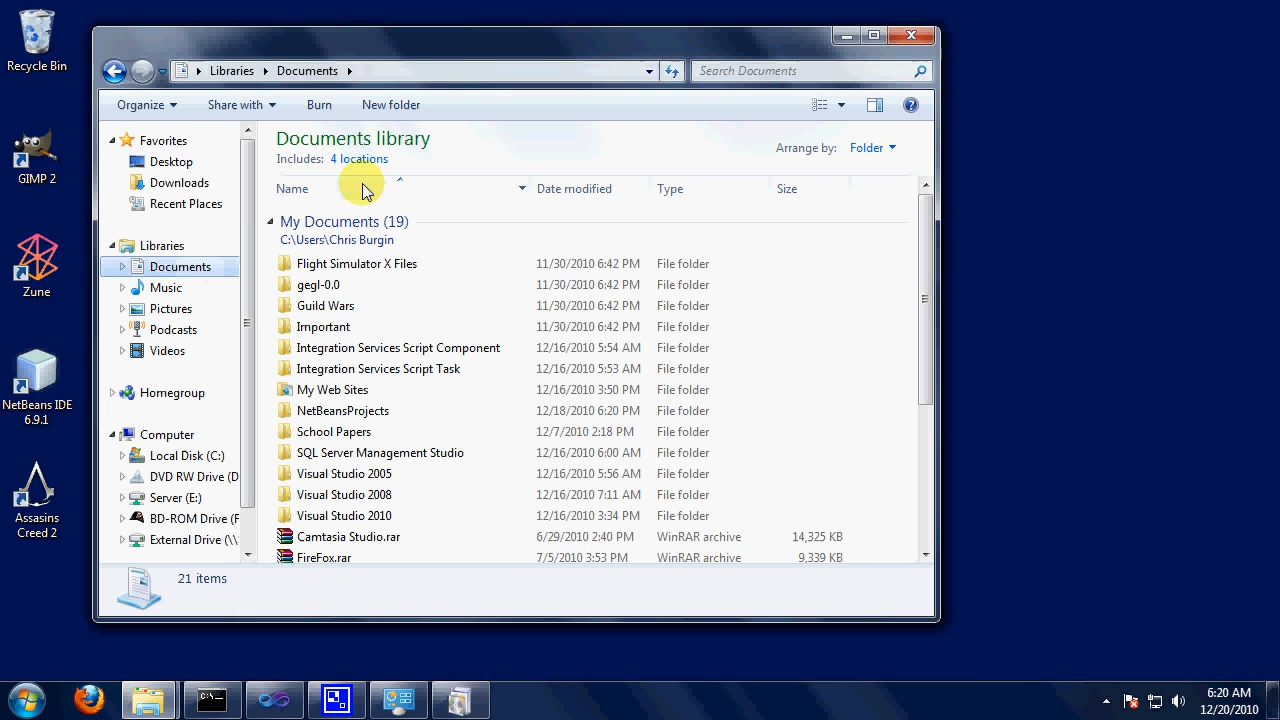 Recycle Bin
GIMP 2
Zune
NetBeans IDE
6.9.1
Assasins
Creed 2
Libraries Documents
Search Documents
Organize Share with Burn New folder
Favorites
Desktop
Downloads
Recent Places
Libraries
Documents
Music
Pictures
Podcasts
Videos
Homegroup
Computer
Local Disk (C:)
DVD RW Drive (D
Server (E:)
BD-ROM Drive (F
External Drive (\\
Documents library
Includes: 4 locations
Arrange by: Folder
Name Date modified Type Size
My Documents (19)
C:\Users\Chris Burgin
Flight Simulator X Files 11/30/2010 6:42 PM File folder
gegl-0.0 11/30/2010 6:42 PM File folder
Guild Wars 11/30/2010 6:42 PM File folder
Important 11/30/2010 6:42 PM File folder
Integration Services Script Component 12/16/2010 5:54 AM File folder
Integration Services Script Task 12/16/2010 5:53 AM File folder
My Web Sites 12/16/2010 3:50 PM File folder
NetBeansProjects 12/18/2010 6:20 PM File folder
School Papers 12/7/2010 2:18 PM File folder
SQL Server Management Studio 12/16/2010 6:00 AM File folder
Visual Studio 2005 12/16/2010 5:56 AM File folder
Visual Studio 2008 12/16/2010 7:11 AM File folder
Visual Studio 2010 12/16/2010 3:34 PM File folder
Camtasia Studio.rar 6/29/2010 2:40 PM WinRAR archive 14,325 KB
FireFox.rar 7/5/2010 3:53 PM WinRAR archive 9,339 KB
21 items
6:20 AM
12/20/2010